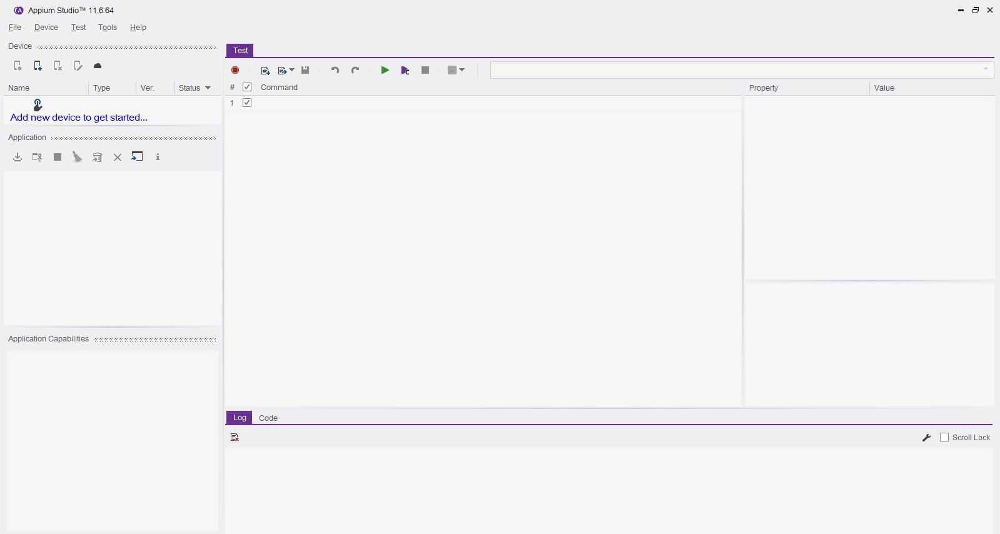 Appium Studio™ 11.6.64
File Device Test Tools Help
Device
Name Type Ver. Status
Add new device to get started...
Application
Application Capabilities
Test
# Command
1
Property Value
Log Code
Scroll Lock